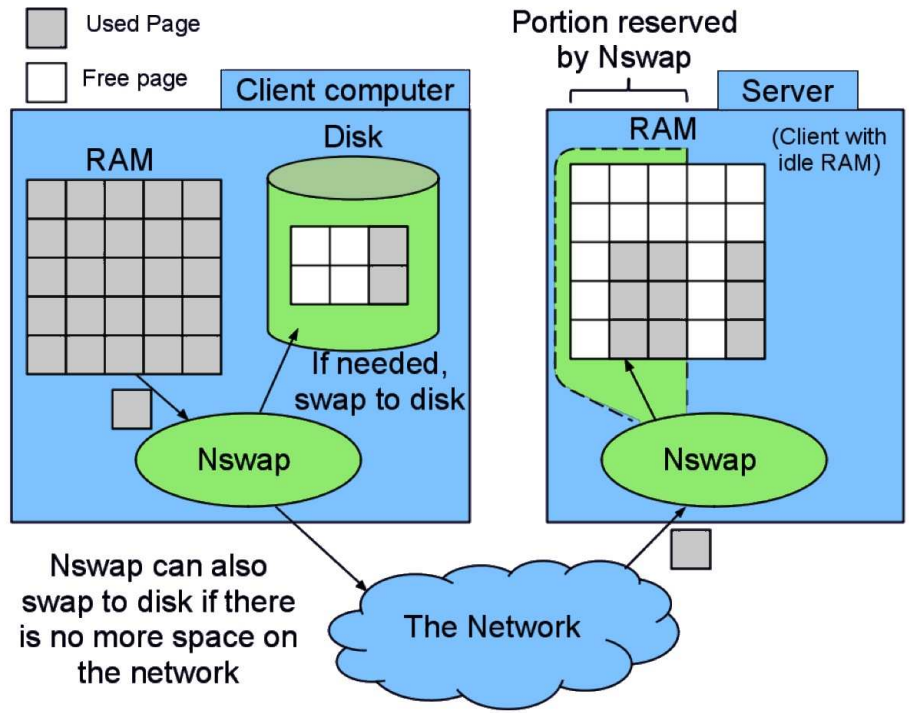 Used Page
Free page
Client computer
RAM
Disk
If needed,
swap to disk
Nswap
Nswap can also
swap to disk if there
is no more space on
the network
The Network
Portion reserved
by Nswap
Server
RAM
(Client with
idle RAM)
Nswap